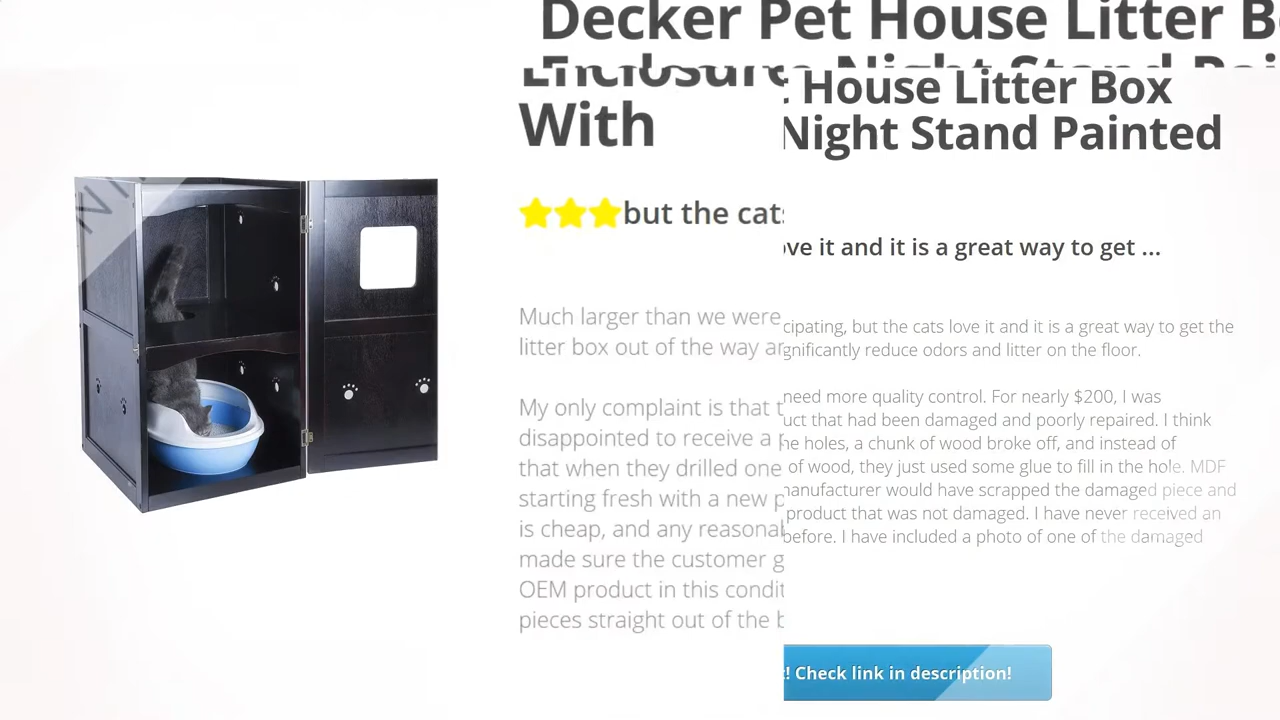 Decker Pet House Litter B
Enclosure Night Stand Pai
With
: House Litter Box
Night Stand Painted
but the cats
ve it and it is a great way to get ...
Much larger than we were
litter box out of the way ar
My only complaint is that t
disappointed to receive a p
that when they drilled one
starting fresh with a new p
is cheap, and any reasonal
made sure the customer g
OEM product in this condit
pieces straight out of the b
cipating, but the cats love it and it is a great way to get the
gnificantly reduce odors and litter on the floor.
need more quality control. For nearly $200, I was
uct that had been damaged and poorly repaired. I think
he holes, a chunk of wood broke off, and instead of
of wood, they just used some glue to fill in the hole. MDF
manufacturer would have scrapped the damaged piece and
product that was not damaged. I have never received an
before. I have included a photo of one of the damaged
! Check link in description!